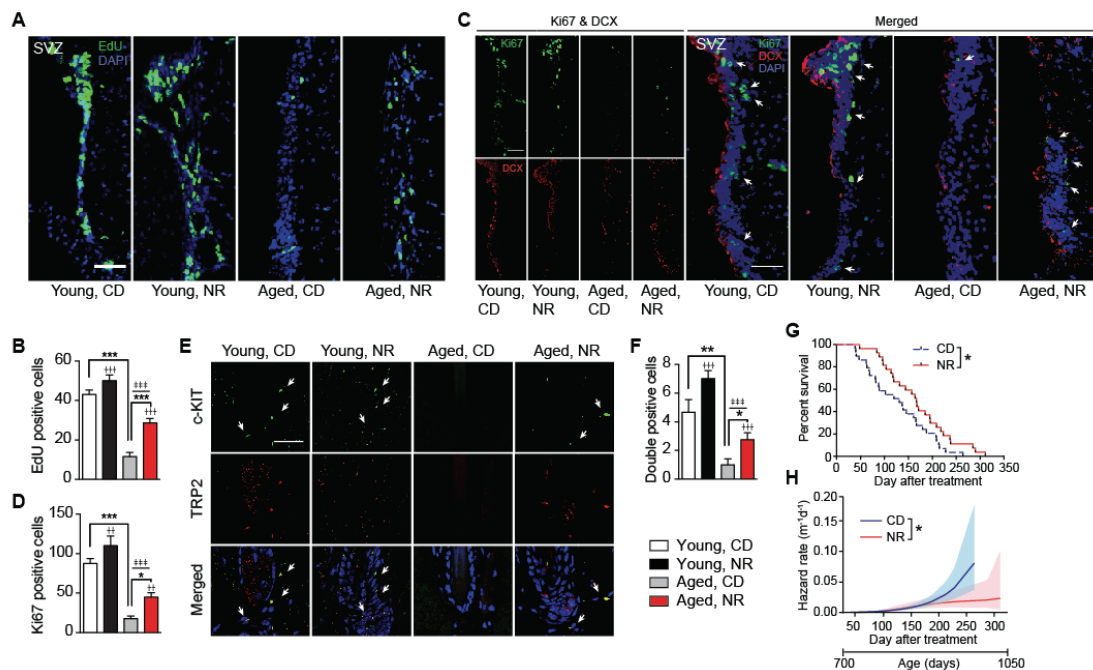 A
SVZ
EdU
DAPI
Young, CD
Young, NR
Aged, CD
Aged, NR
C
Ki67 & DCX
Merged
Ki67
DCX
SVZ
Ki67
DCX
DAPI
Young, CD
Young, NR
Aged, CD
Aged, NR
Young, CD
Young, NR
Aged, CD
Aged, NR
B
EdU positive cells
60
40
20
0
***
‡‡‡
‡‡‡
***
‡‡‡
D
Ki67 positive cells
150
100
50
0
***
‡‡
‡‡‡
*
‡‡
E
Young, CD
Young, NR
Aged, CD
Aged, NR
c-KIT
TRP2
Merged
F
Double positive cells
8
6
4
2
0
**
‡‡‡
‡‡‡
*
‡‡‡
Young, CD
Young, NR
Aged, CD
Aged, NR
G
CD
NR
*
Percent survival
100
80
60
40
20
0
0 50 100 150 200 250 300 350
Day after treatment
H
CD
NR
*
Hazard rate (m⁻¹d⁻¹)
0.20
0.15
0.10
0.05
0.00
50 100 150 200 250 300
Day after treatment
Age (days)
700 1050